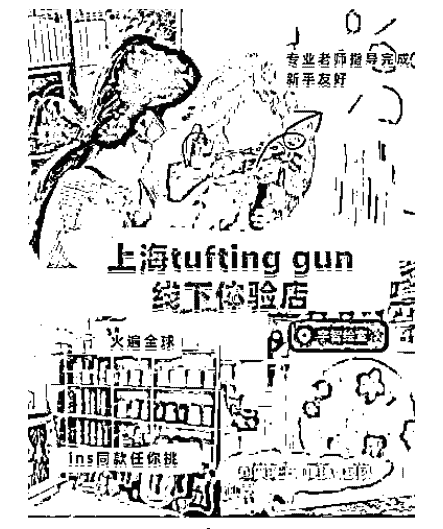 专业老师指导完成
新手友好
上海tufting gun
线下体验店
火遍全球
ins同款任你挑